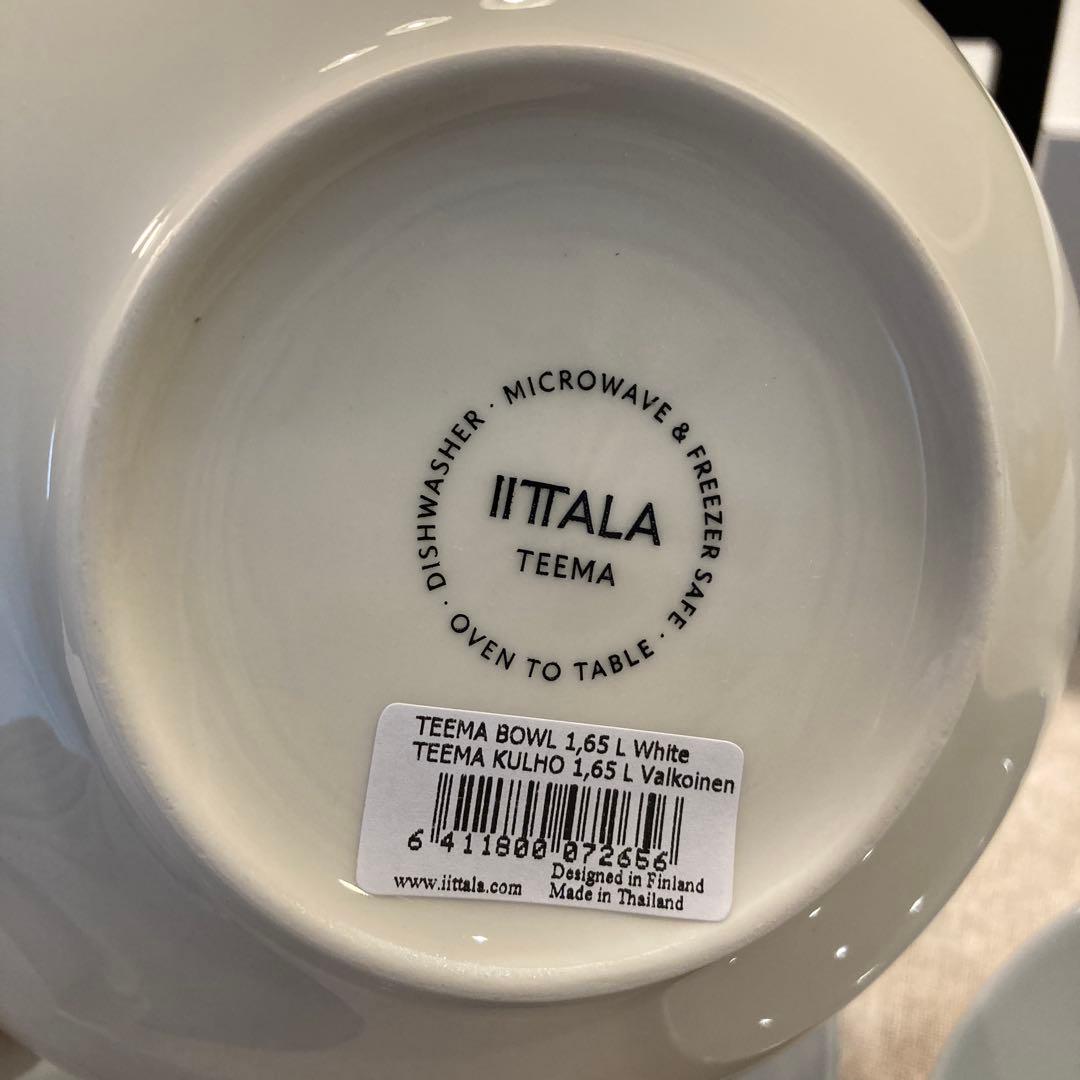 DISHWASHER · MICROWAVE & FREEZER SAFE · OVEN TO TABLE ·
IITTALA
TEEMA
TEEMA BOWL 1,65 L White
TEEMA KULHO 1,65 L Valkoinen
6 411800 072656
www.iittala.com
Designed in Finland
Made in Thailand